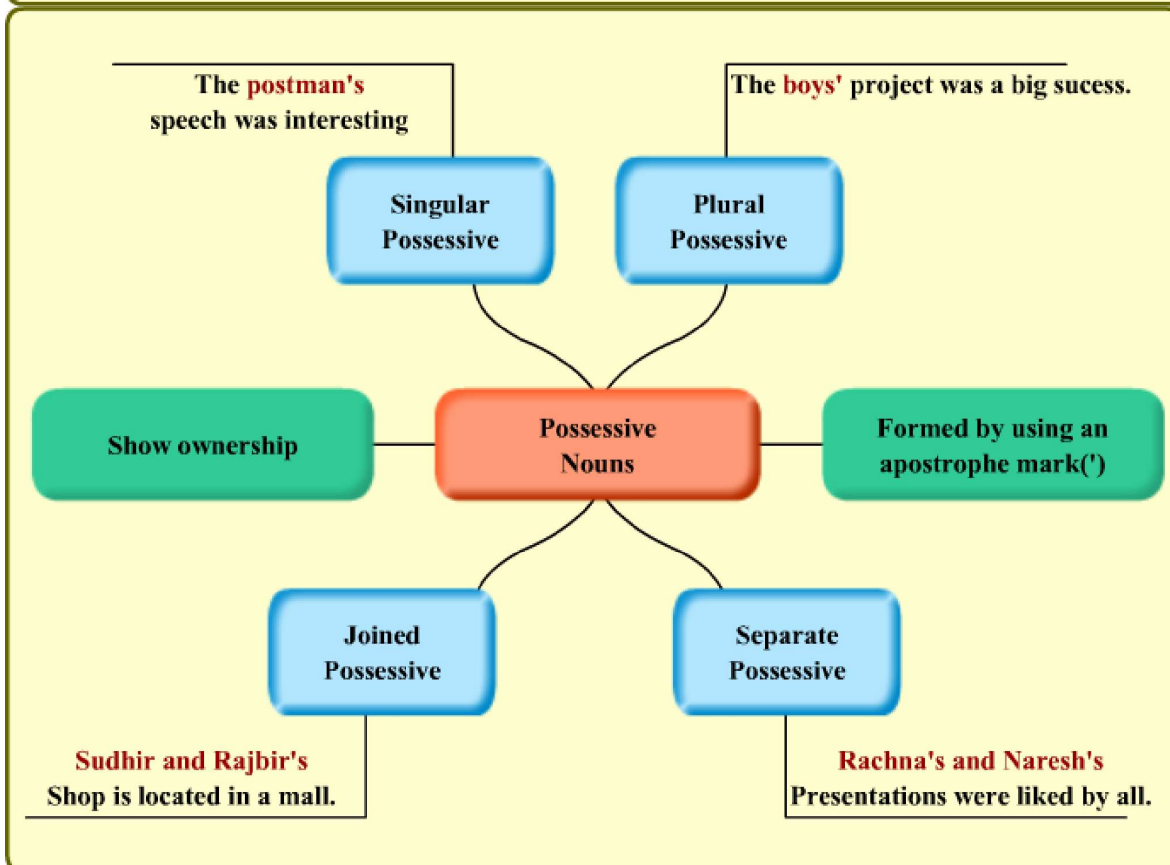 The postman's
speech was interesting
The boys' project was a big sucess.
Singular
Possessive
Plural
Possessive
Show ownership
Possessive
Nouns
Formed by using an
apostrophe mark(')
Joined
Possessive
Separate
Possessive
Sudhir and Rajbir's
Shop is located in a mall.
Rachna's and Naresh's
Presentations were liked by all.